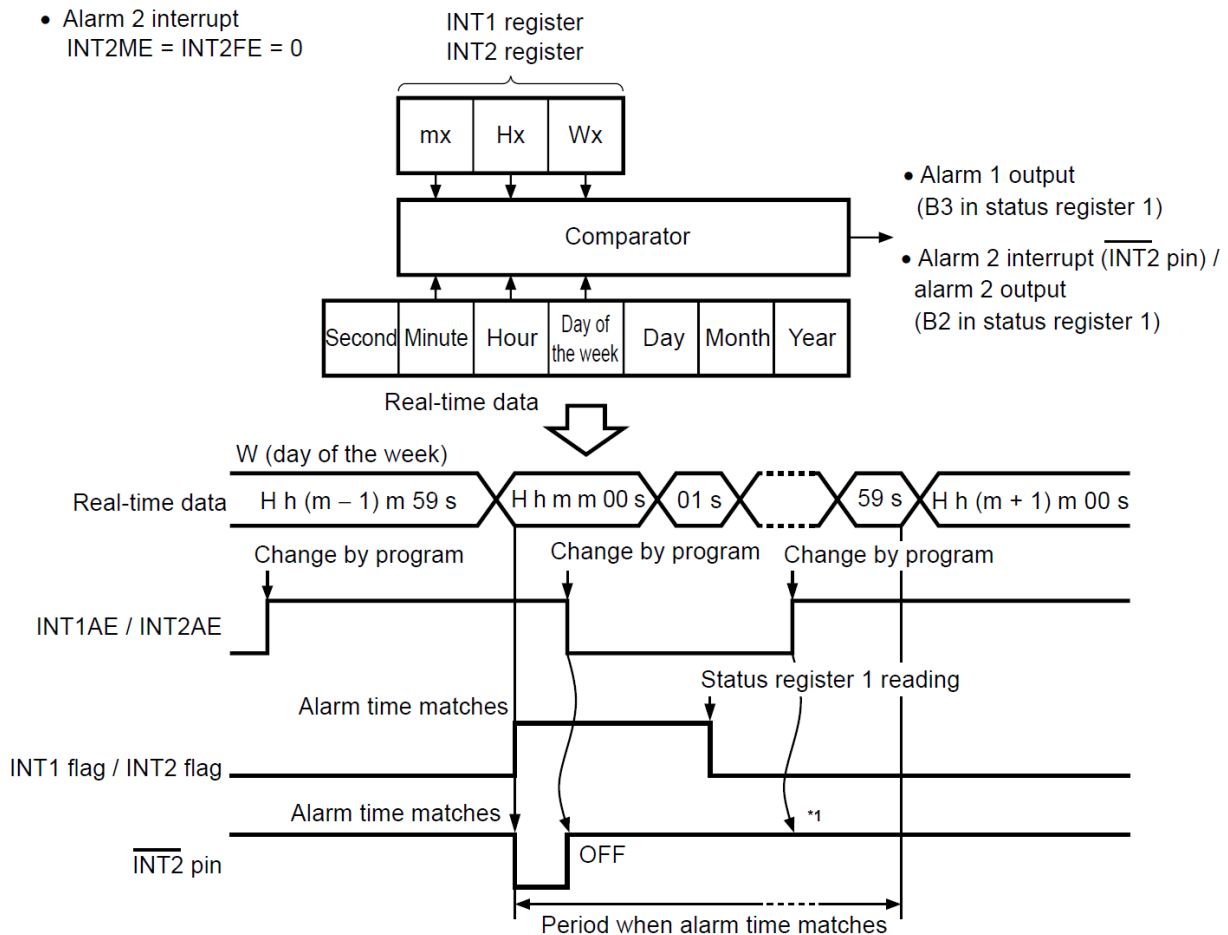 • Alarm 2 interrupt
INT2ME = INT2FE = 0
INT1 register
INT2 register
mx Hx Wx
Comparator
• Alarm 1 output
(B3 in status register 1)
• Alarm 2 interrupt (INT2 pin) /
alarm 2 output
(B2 in status register 1)
Second Minute Hour Day of the week Day Month Year
Real-time data
W (day of the week)
Real-time data H h (m − 1) m 59 s H h m m 00 s 01 s 59 s H h (m + 1) m 00 s
Change by program Change by program Change by program
INT1AE / INT2AE
Status register 1 reading
Alarm time matches
INT1 flag / INT2 flag
Alarm time matches *1
INT2 pin OFF
Period when alarm time matches